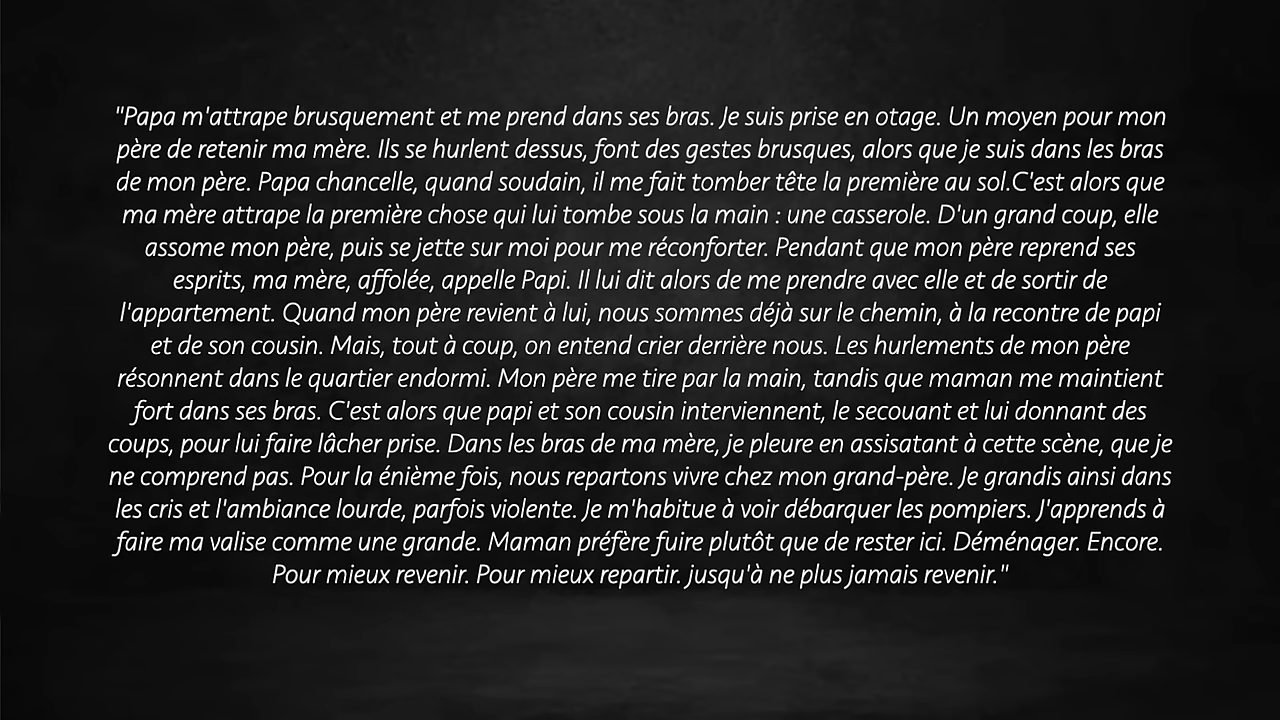 "Papa m'attrape brusquement et me prend dans ses bras. Je suis prise en otage. Un moyen pour mon
père de retenir ma mère. Ils se hurlent dessus, font des gestes brusques, alors que je suis dans les bras
de mon père. Papa chancelle, quand soudain, il me fait tomber tête la première au sol.C'est alors que
ma mère attrape la première chose qui lui tombe sous la main : une casserole. D'un grand coup, elle
assome mon père, puis se jette sur moi pour me réconforter. Pendant que mon père reprend ses
esprits, ma mère, affolée, appelle Papi. Il lui dit alors de me prendre avec elle et de sortir de
l'appartement. Quand mon père revient à lui, nous sommes déjà sur le chemin, à la recontre de papi
et de son cousin. Mais, tout à coup, on entend crier derrière nous. Les hurlements de mon père
résonnent dans le quartier endormi. Mon père me tire par la main, tandis que maman me maintient
fort dans ses bras. C'est alors que papi et son cousin interviennent, le secouant et lui donnant des
coups, pour lui faire lâcher prise. Dans les bras de ma mère, je pleure en assisatant à cette scène, que je
ne comprend pas. Pour la énième fois, nous repartons vivre chez mon grand-père. Je grandis ainsi dans
les cris et l'ambiance lourde, parfois violente. Je m'habitue à voir débarquer les pompiers. J'apprends à
faire ma valise comme une grande. Maman préfère fuire plutôt que de rester ici. Déménager. Encore.
Pour mieux revenir. Pour mieux repartir. jusqu'à ne plus jamais revenir."